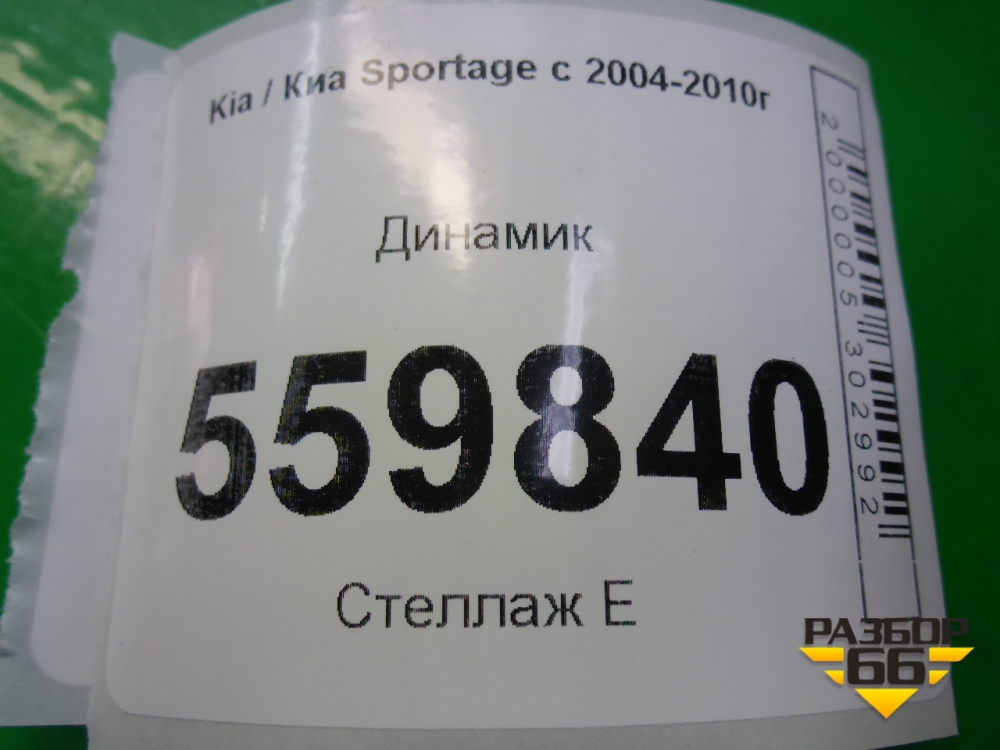 Kia / Киа Sportage с 2004-2010г
Динамик
559840
Стеллаж Е
2000005302992
РАЗБОР
66